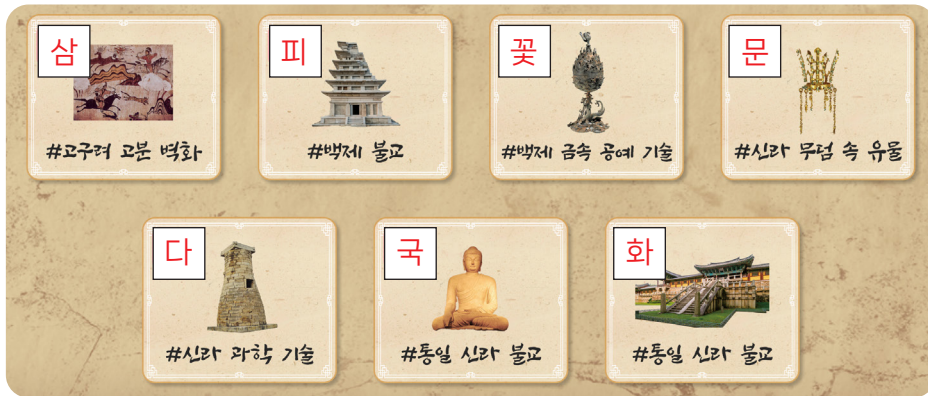 삼
#고구려 고분 벽화
피
#백제 불교
꽃
#백제 금속 공예 기술
문
#신라 무덤 속 유물
다
#신라 과학 기술
국
#통일 신라 불교
화
#통일 신라 불교